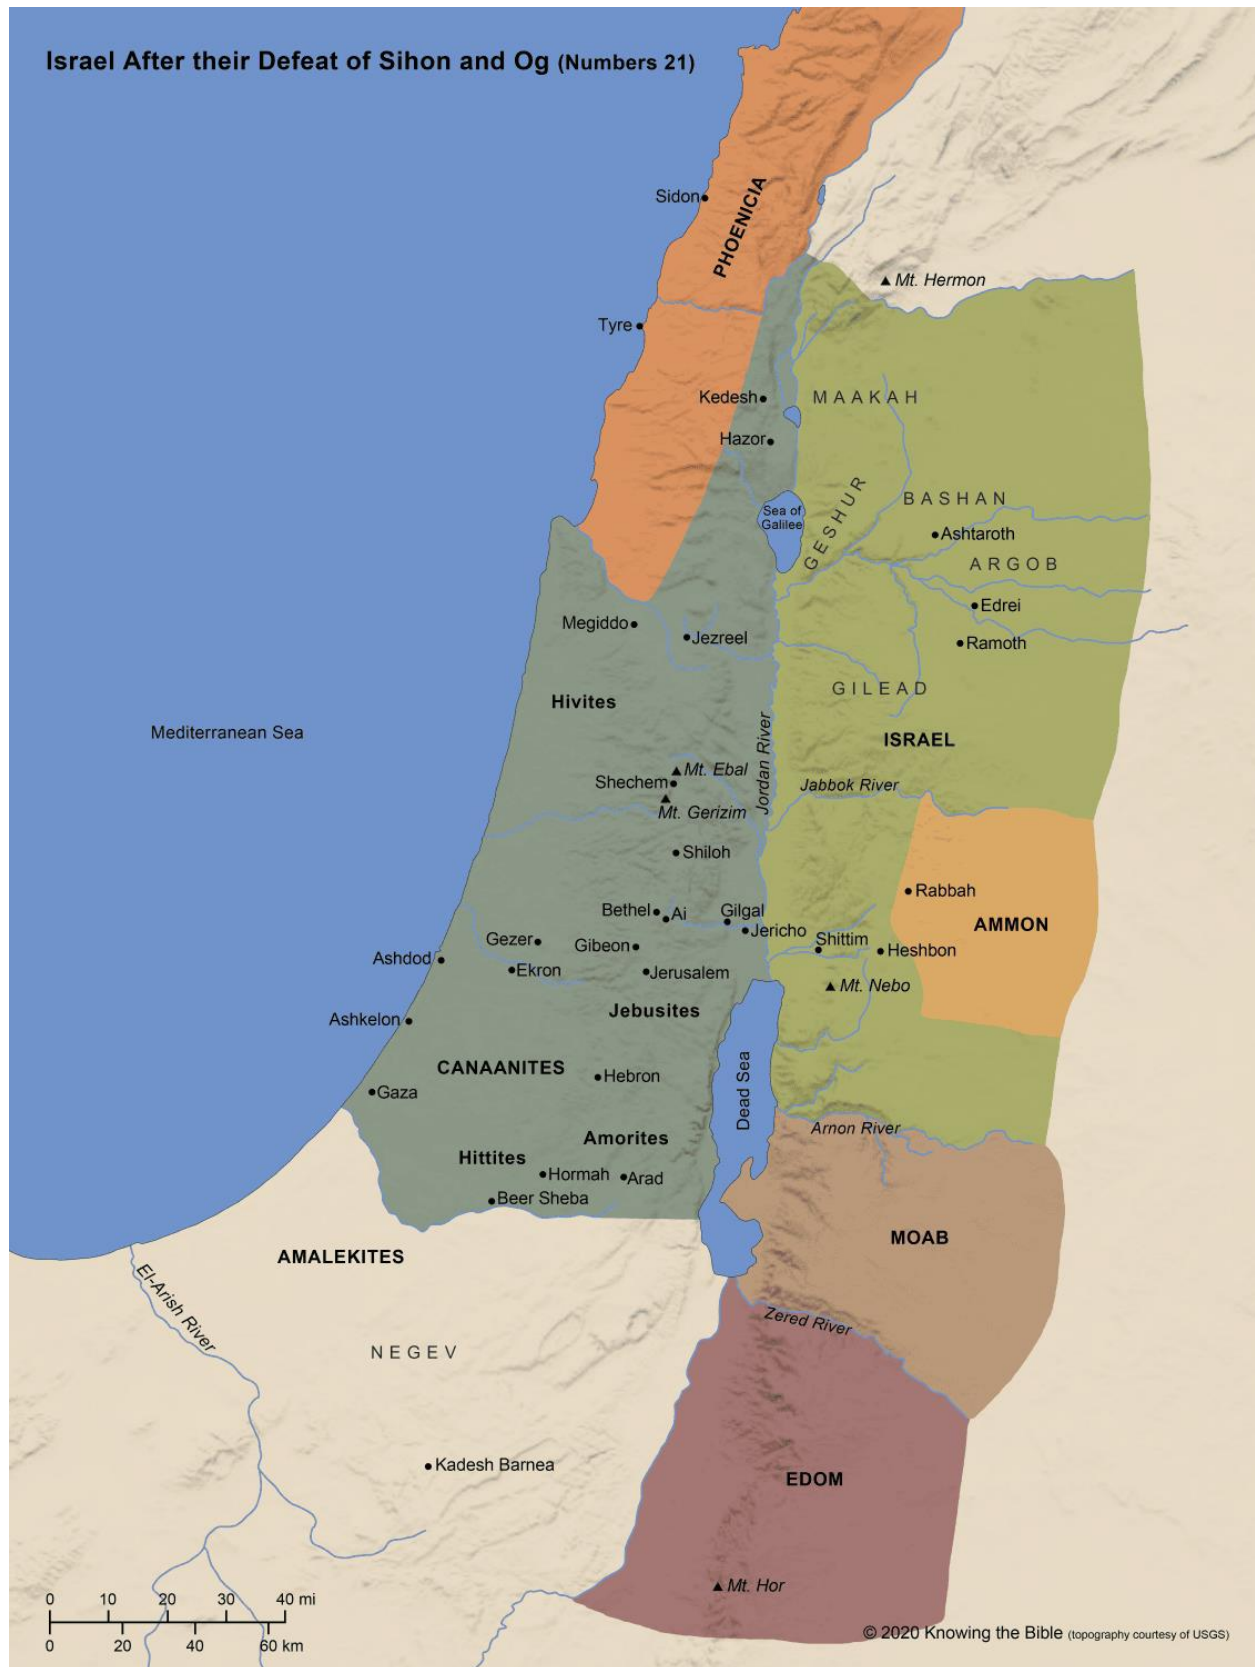 Israel After their Defeat of Sihon and Og (Numbers 21)
Sidon
PHOENICIA
Mt. Hermon
Tyre
Kedesh
MAAKAH
Hazor
GESHUR
BASHAN
Sea of
Galilee
Ashtaroth
ARGOB
Edrei
Megiddo
Jezreel
Ramoth
GILEAD
Hivites
Mediterranean Sea
Jordan River
ISRAEL
Mt. Ebal
Shechem
Jabbok River
Mt. Gerizim
Shiloh
Rabbah
Bethel
Ai
Gilgal
AMMON
Jericho
Gezer
Gibeon
Shittim
Heshbon
Ashdod
Ekron
Jerusalem
Mt. Nebo
Jebusites
Ashkelon
CANAANITES
Hebron
Dead Sea
Gaza
Arnon River
Amorites
Hittites
Hormah
Arad
Beer Sheba
MOAB
AMALEKITES
El-Arish River
Zered River
NEGEV
Kadesh Barnea
EDOM
Mt. Hor
0 10 20 30 40 mi
0 20 40 60 km
© 2020 Knowing the Bible (topography courtesy of USGS)